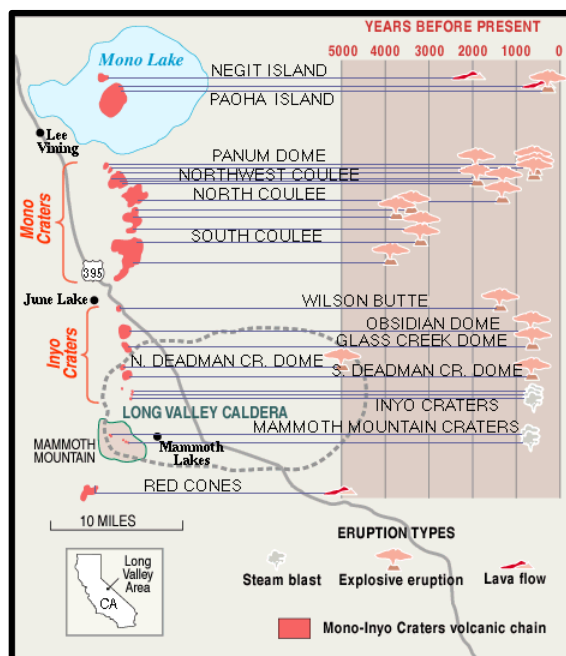 YEARS BEFORE PRESENT
5000 4000 3000 2000 1000 0
Mono Lake
NEGIT ISLAND
PAOHA ISLAND
Lee
Vining
PANUM DOME
NORTHWEST COULEE
NORTH COULEE
Mono
Craters
SOUTH COULEE
395
June Lake
WILSON BUTTE
OBSIDIAN DOME
GLASS CREEK DOME
Inyo
Craters
N. DEADMAN CR. DOME
S. DEADMAN CR. DOME
INYO CRATERS
LONG VALLEY CALDERA
MAMMOTH MOUNTAIN CRATERS
MAMMOTH
MOUNTAIN
Mammoth
Lakes
RED CONES
10 MILES
ERUPTION TYPES
Steam blast
Explosive eruption
Lava flow
Long
Valley
Area
CA
Mono-Inyo Craters volcanic chain